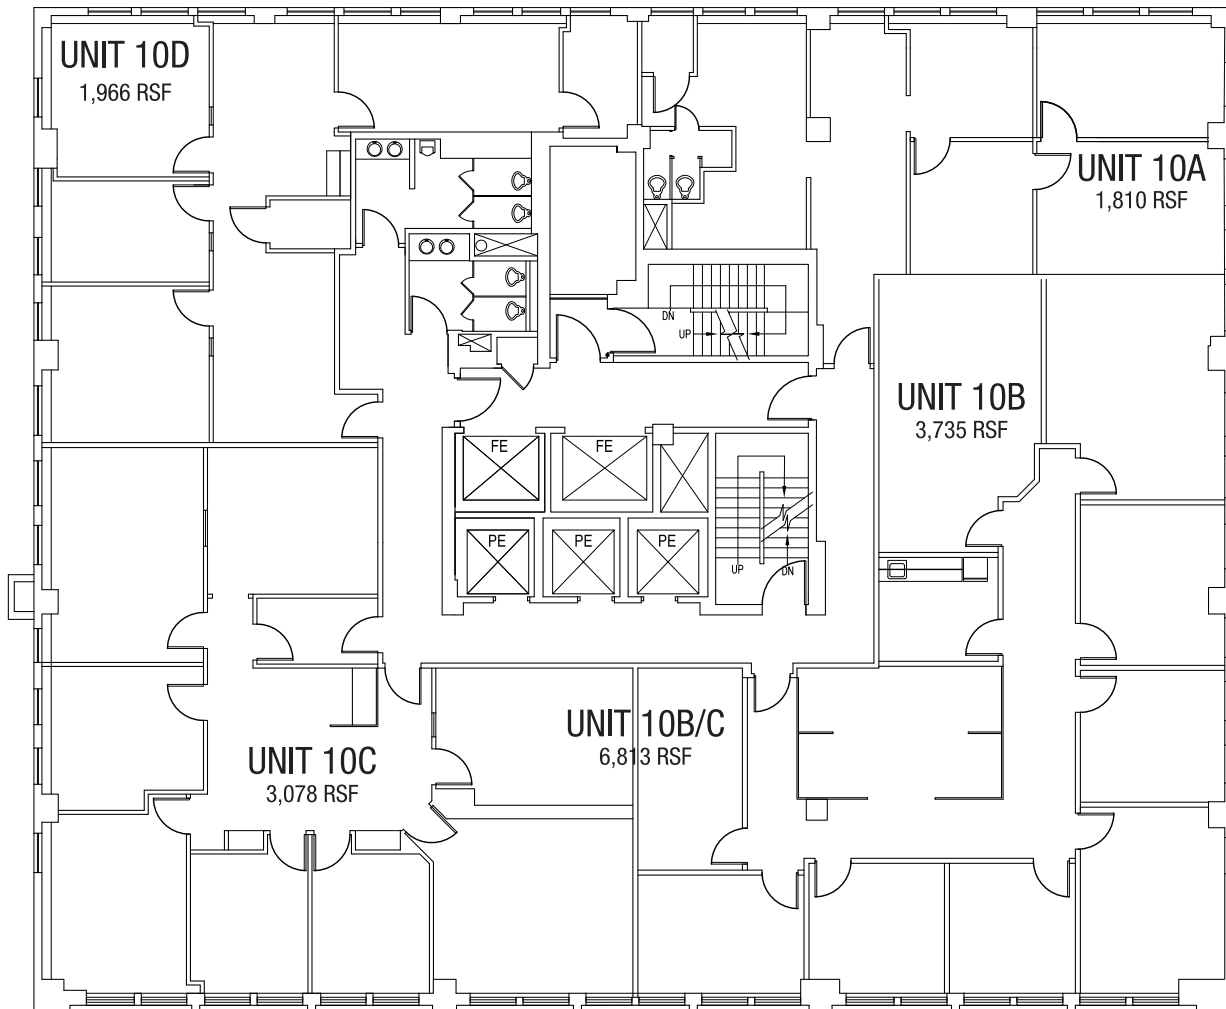 UNIT 10D
1,966 RSF
UNIT 10A
1,810 RSF
DN
UP
UNIT 10B
3,735 RSF
FE
FE
PE
PE
PE
UP
DN
UNIT 10B/C
6,813 RSF
UNIT 10C
3,078 RSF